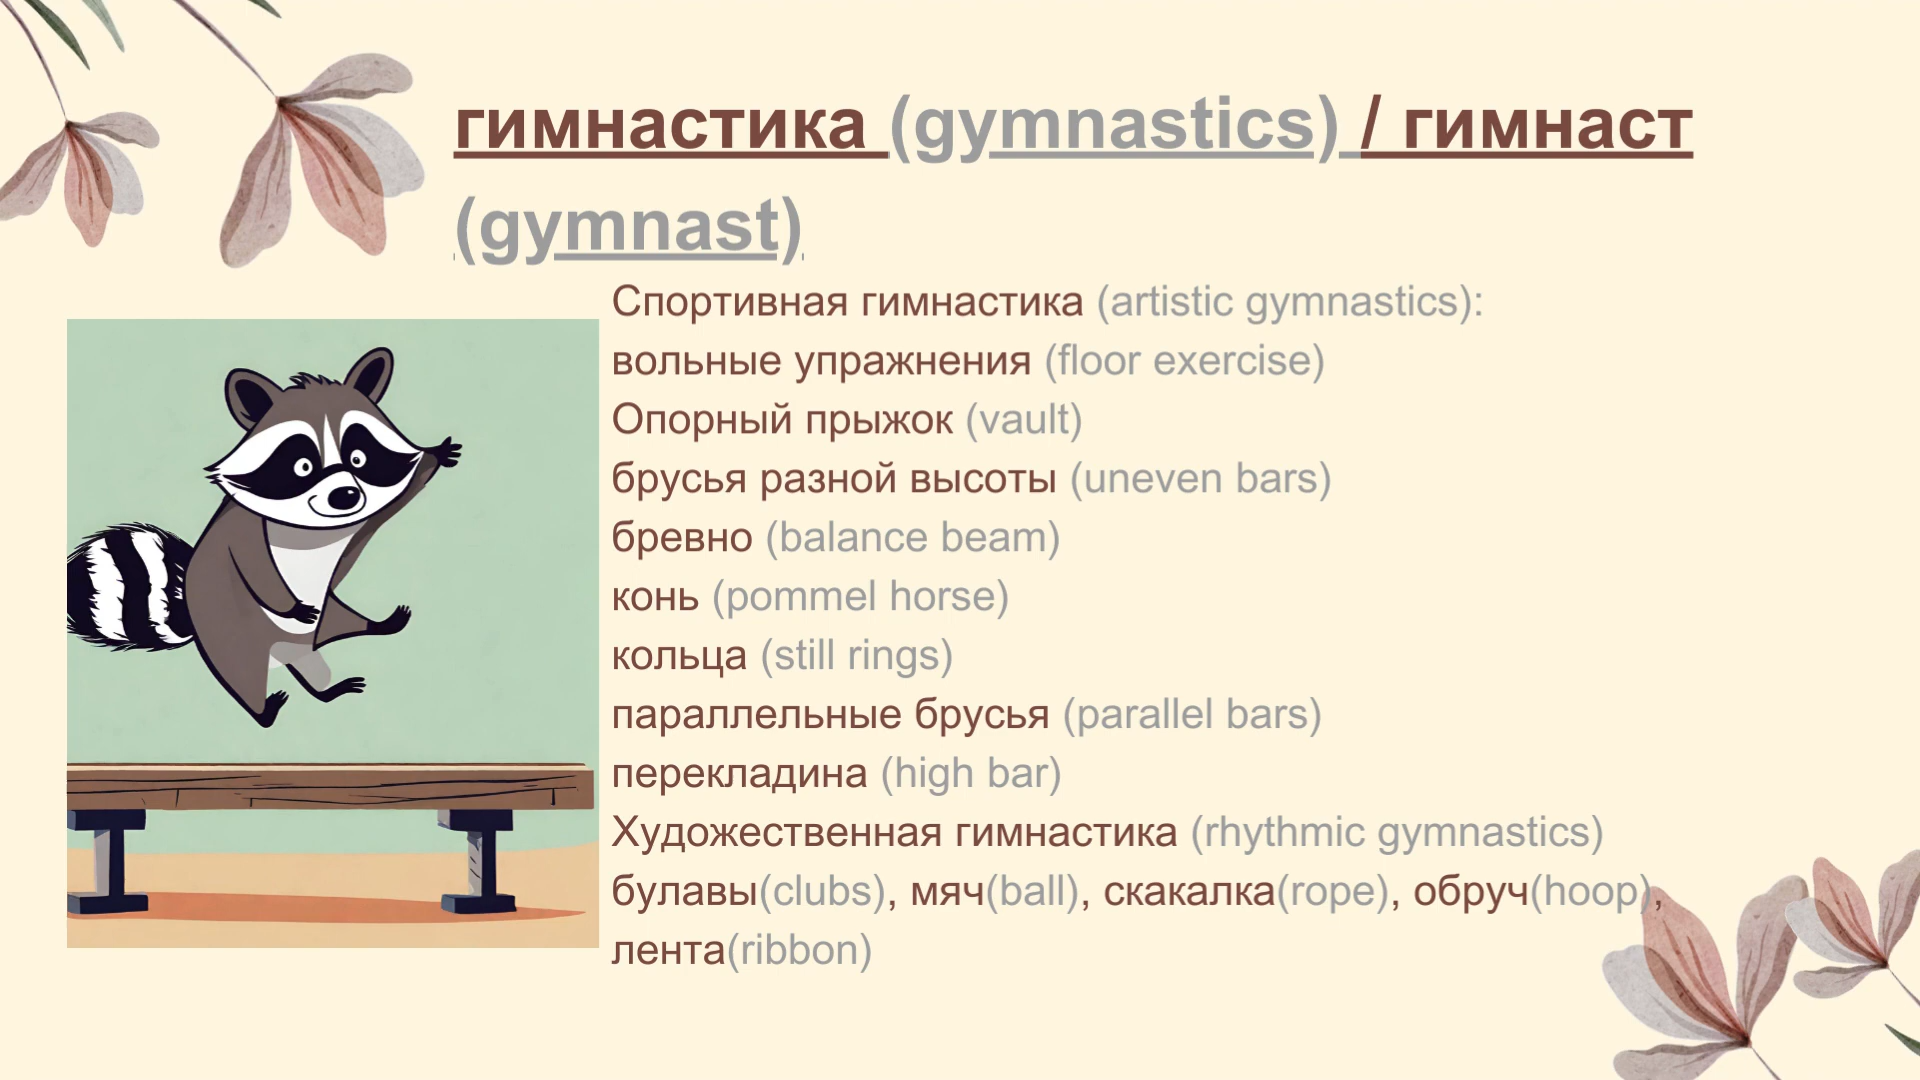 гимнастика (gymnastics) / гимнаст
(gymnast)
Спортивная гимнастика (artistic gymnastics):
вольные упражнения (floor exercise)
Опорный прыжок (vault)
брусья разной высоты (uneven bars)
бревно (balance beam)
конь (pommel horse)
кольца (still rings)
параллельные брусья (parallel bars)
перекладина (high bar)
Художественная гимнастика (rhythmic gymnastics)
булавы(clubs), мяч(ball), скакалка(rope), обруч(hoop),
лента(ribbon)